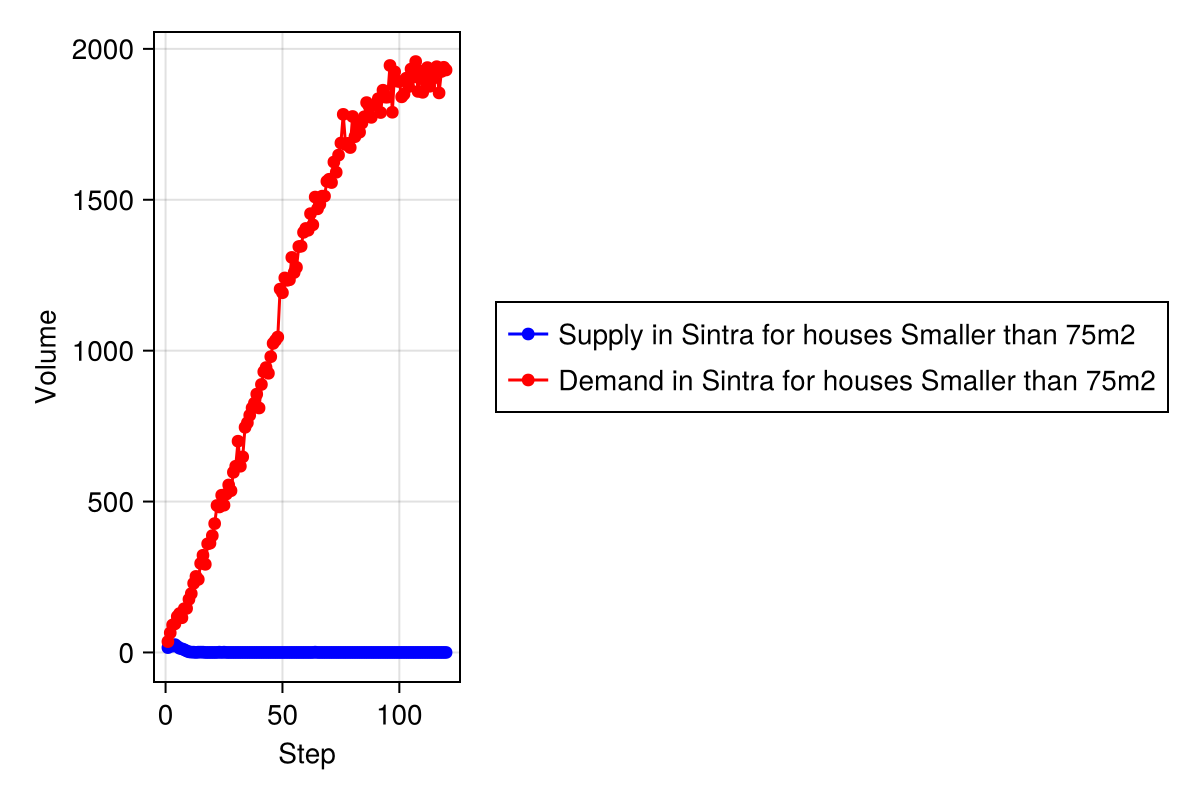 2000
1500
1000
500
0
Volume
0 50 100
Step
Supply in Sintra for houses Smaller than 75m2
Demand in Sintra for houses Smaller than 75m2